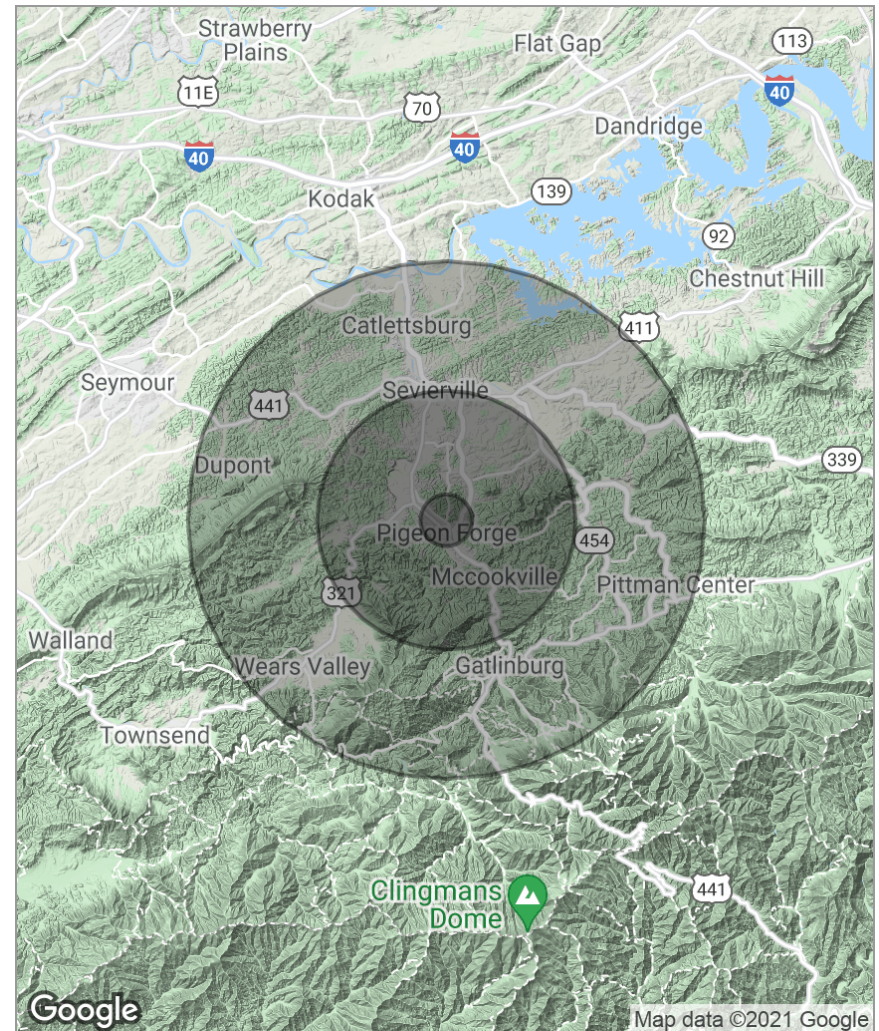 Strawberry
Plains
Flat Gap
113
11E
70
40
Dandridge
40
40
Kodak
139
92
Chestnut Hill
Catlettsburg
411
Seymour
Sevierville
441
Dupont
339
Pigeon Forge
454
Mccookville
Pittman Center
321
Walland
Wears Valley
Gatlinburg
Townsend
Clingmans
Dome
441
Google
Map data ©2021 Google